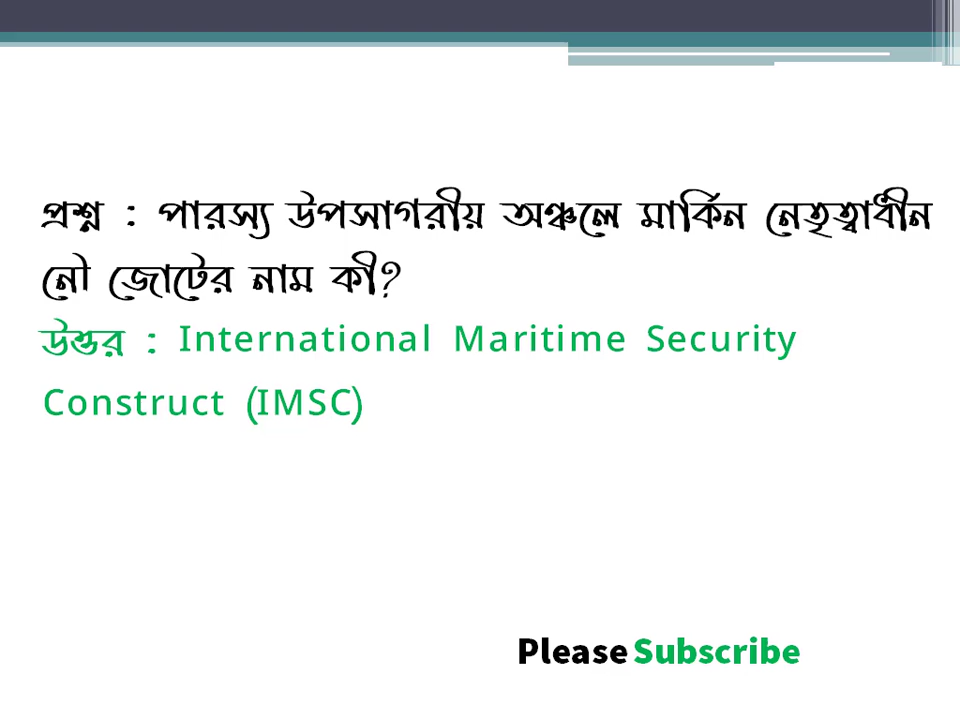 প্রশ্ন : পারস্য উপসাগরীয় অঞ্চলে মার্কিন নেতৃত্বাধীন
নৌ জোটের নাম কী?
উত্তর : International Maritime Security
Construct (IMSC)
Please Subscribe